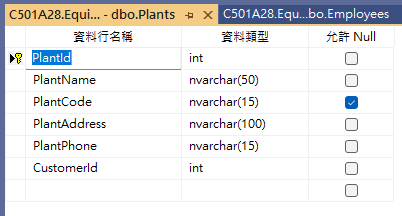 C501A28.Equi... - dbo.Plants C501A28.Equ...bo.Employees
資料行名稱 資料類型 允許 Null
PlantId int
PlantName nvarchar(50)
PlantCode nvarchar(15)
PlantAddress nvarchar(100)
PlantPhone nvarchar(15)
CustomerId int